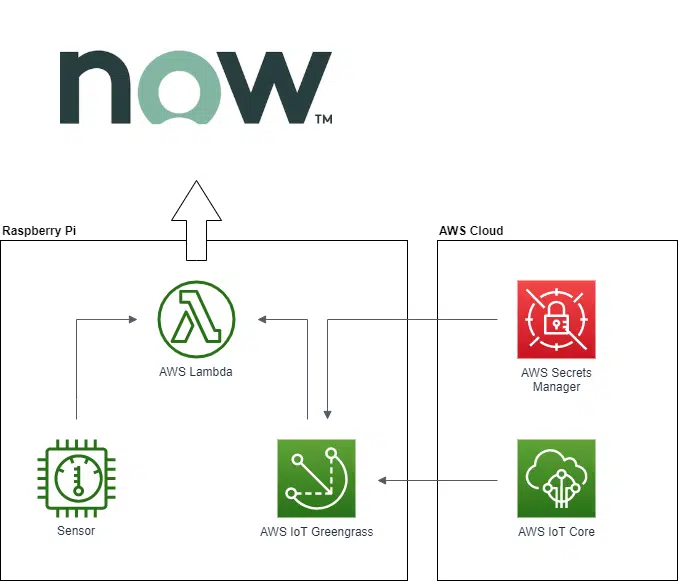 now™
Raspberry Pi
AWS Cloud
AWS Lambda
AWS Secrets
Manager
Sensor
AWS IoT Greengrass
AWS IoT Core